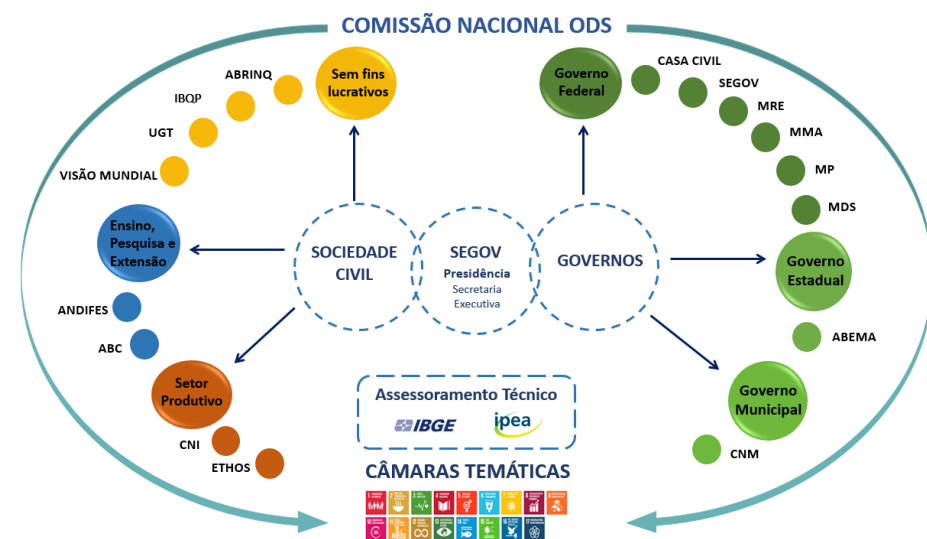 COMISSÃO NACIONAL ODS
Sem fins
lucrativos
ABRINQ
IBQP
UGT
VISÃO MUNDIAL
Ensino,
Pesquisa e
Extensão
ANDIFES
ABC
Setor
Produtivo
CNI
ETHOS
SOCIEDADE
CIVIL
SEGOV
Presidência
Secretaria
Executiva
GOVERNOS
Governo
Federal
CASA CIVIL
SEGOV
MRE
MMA
MP
MDS
Governo
Estadual
ABEMA
Governo
Municipal
CNM
Assessoramento Técnico
IBGE
ipea
CÂMARAS TEMÁTICAS